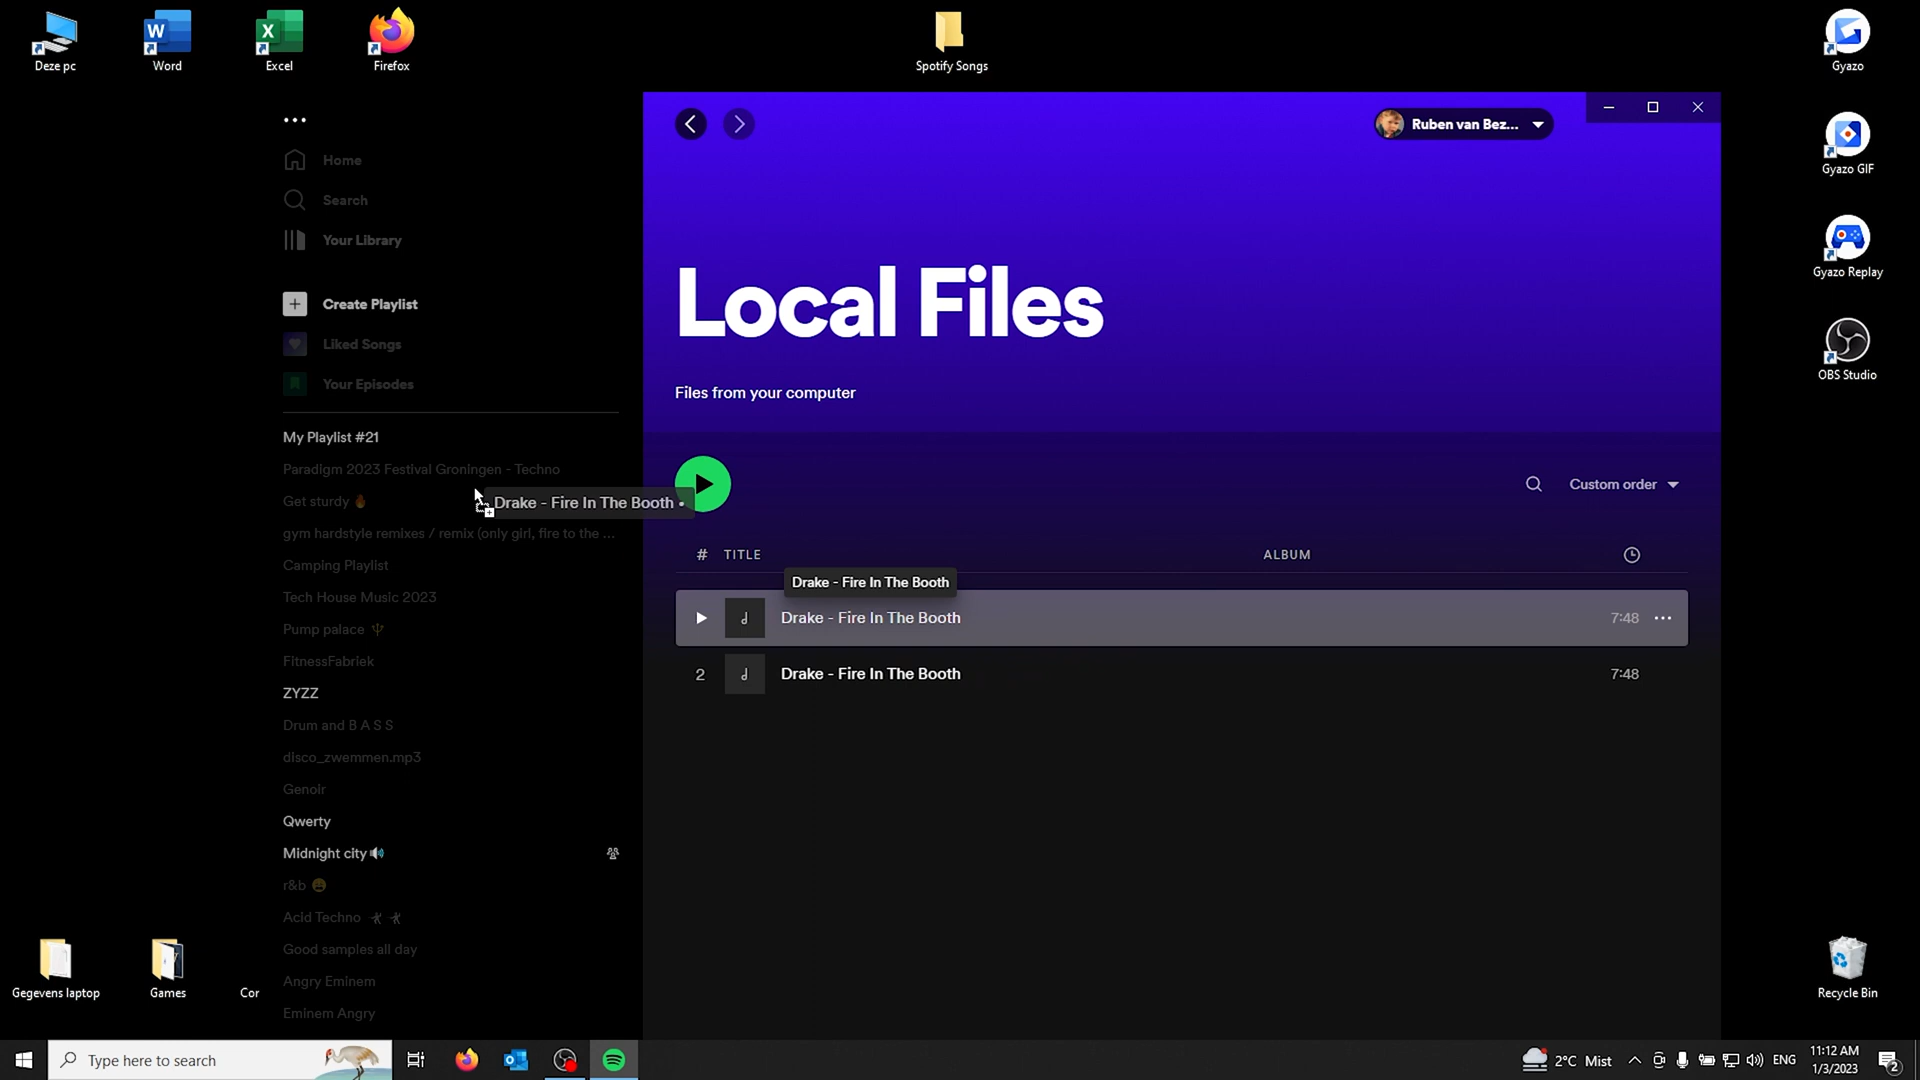 Deze pc
Word
Excel
Firefox
Spotify Songs
Gyazo
Gyazo GIF
Gyazo Replay
OBS Studio
Ruben van Bez...
Home
Search
Your Library
Create Playlist
Liked Songs
Your Episodes
My Playlist #21
Paradigm 2023 Festival Groningen - Techno
Get sturdy 🔥
gym hardstyle remixes / remix (only girl, fire to the ...
Camping Playlist
Tech House Music 2023
Pump palace 🔱
FitnessFabriek
ZYZZ
Drum and B A S S
disco_zwemmen.mp3
Genoir
Qwerty
Midnight city 🔊
r&b 😩
Acid Techno
Good samples all day
Angry Eminem
Eminem Angry
Drake - Fire In The Booth •
Local Files
Files from your computer
Custom order
# TITLE ALBUM
Drake - Fire In The Booth
Drake - Fire In The Booth 7:48
2 Drake - Fire In The Booth 7:48
Gegevens laptop
Games
Cor
Recycle Bin
Type here to search
2°C Mist
ENG
11:12 AM
1/3/2023
2